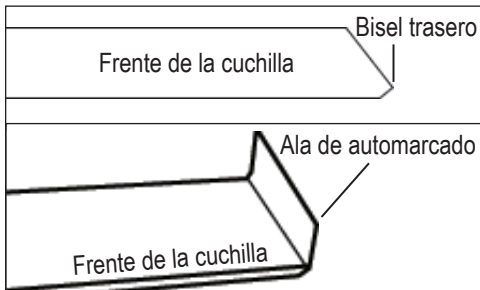 Bisel trasero
Frente de la cuchilla
Ala de automarcado
Frente de la cuchilla